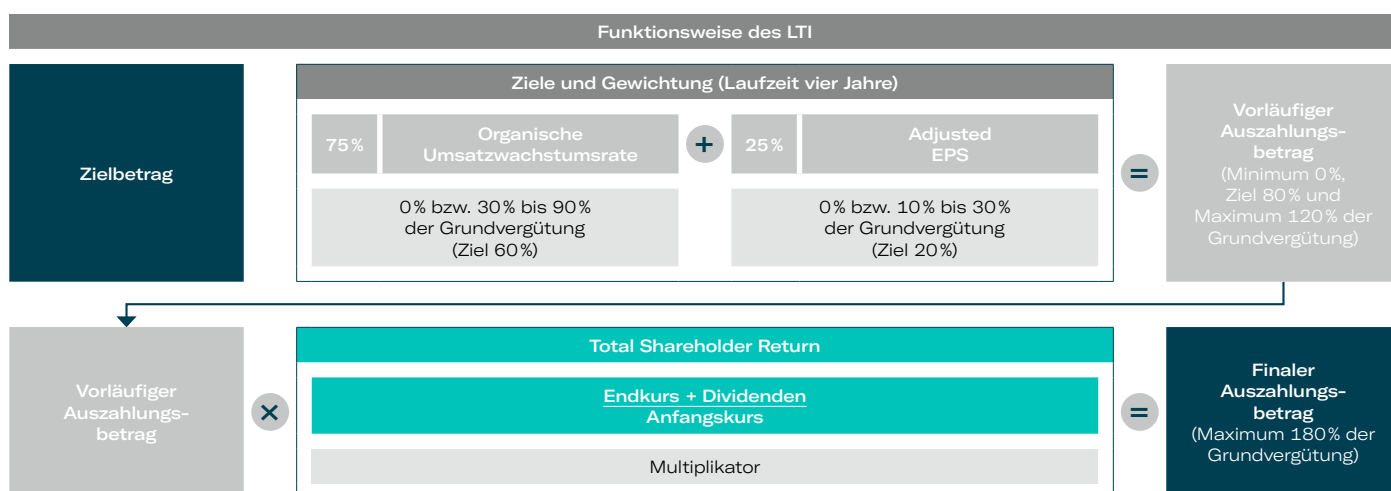 Funktionsweise des LTI
Zielbetrag
Ziele und Gewichtung (Laufzeit vier Jahre)
75 %
Organische
Umsatzwachstumsrate
+
25 %
Adjusted
EPS
0 % bzw. 30 % bis 90 %
der Grundvergütung
(Ziel 60 %)
0 % bzw. 10 % bis 30 %
der Grundvergütung
(Ziel 20 %)
=
Vorläufiger
Auszahlungs-
betrag
(Minimum 0 %,
Ziel 80 % und
Maximum 120 % der
Grundvergütung)
Vorläufiger
Auszahlungs-
betrag
×
Total Shareholder Return
Endkurs + Dividenden
Anfangskurs
Multiplikator
=
Finaler
Auszahlungs-
betrag
(Maximum 180 % der
Grundvergütung)